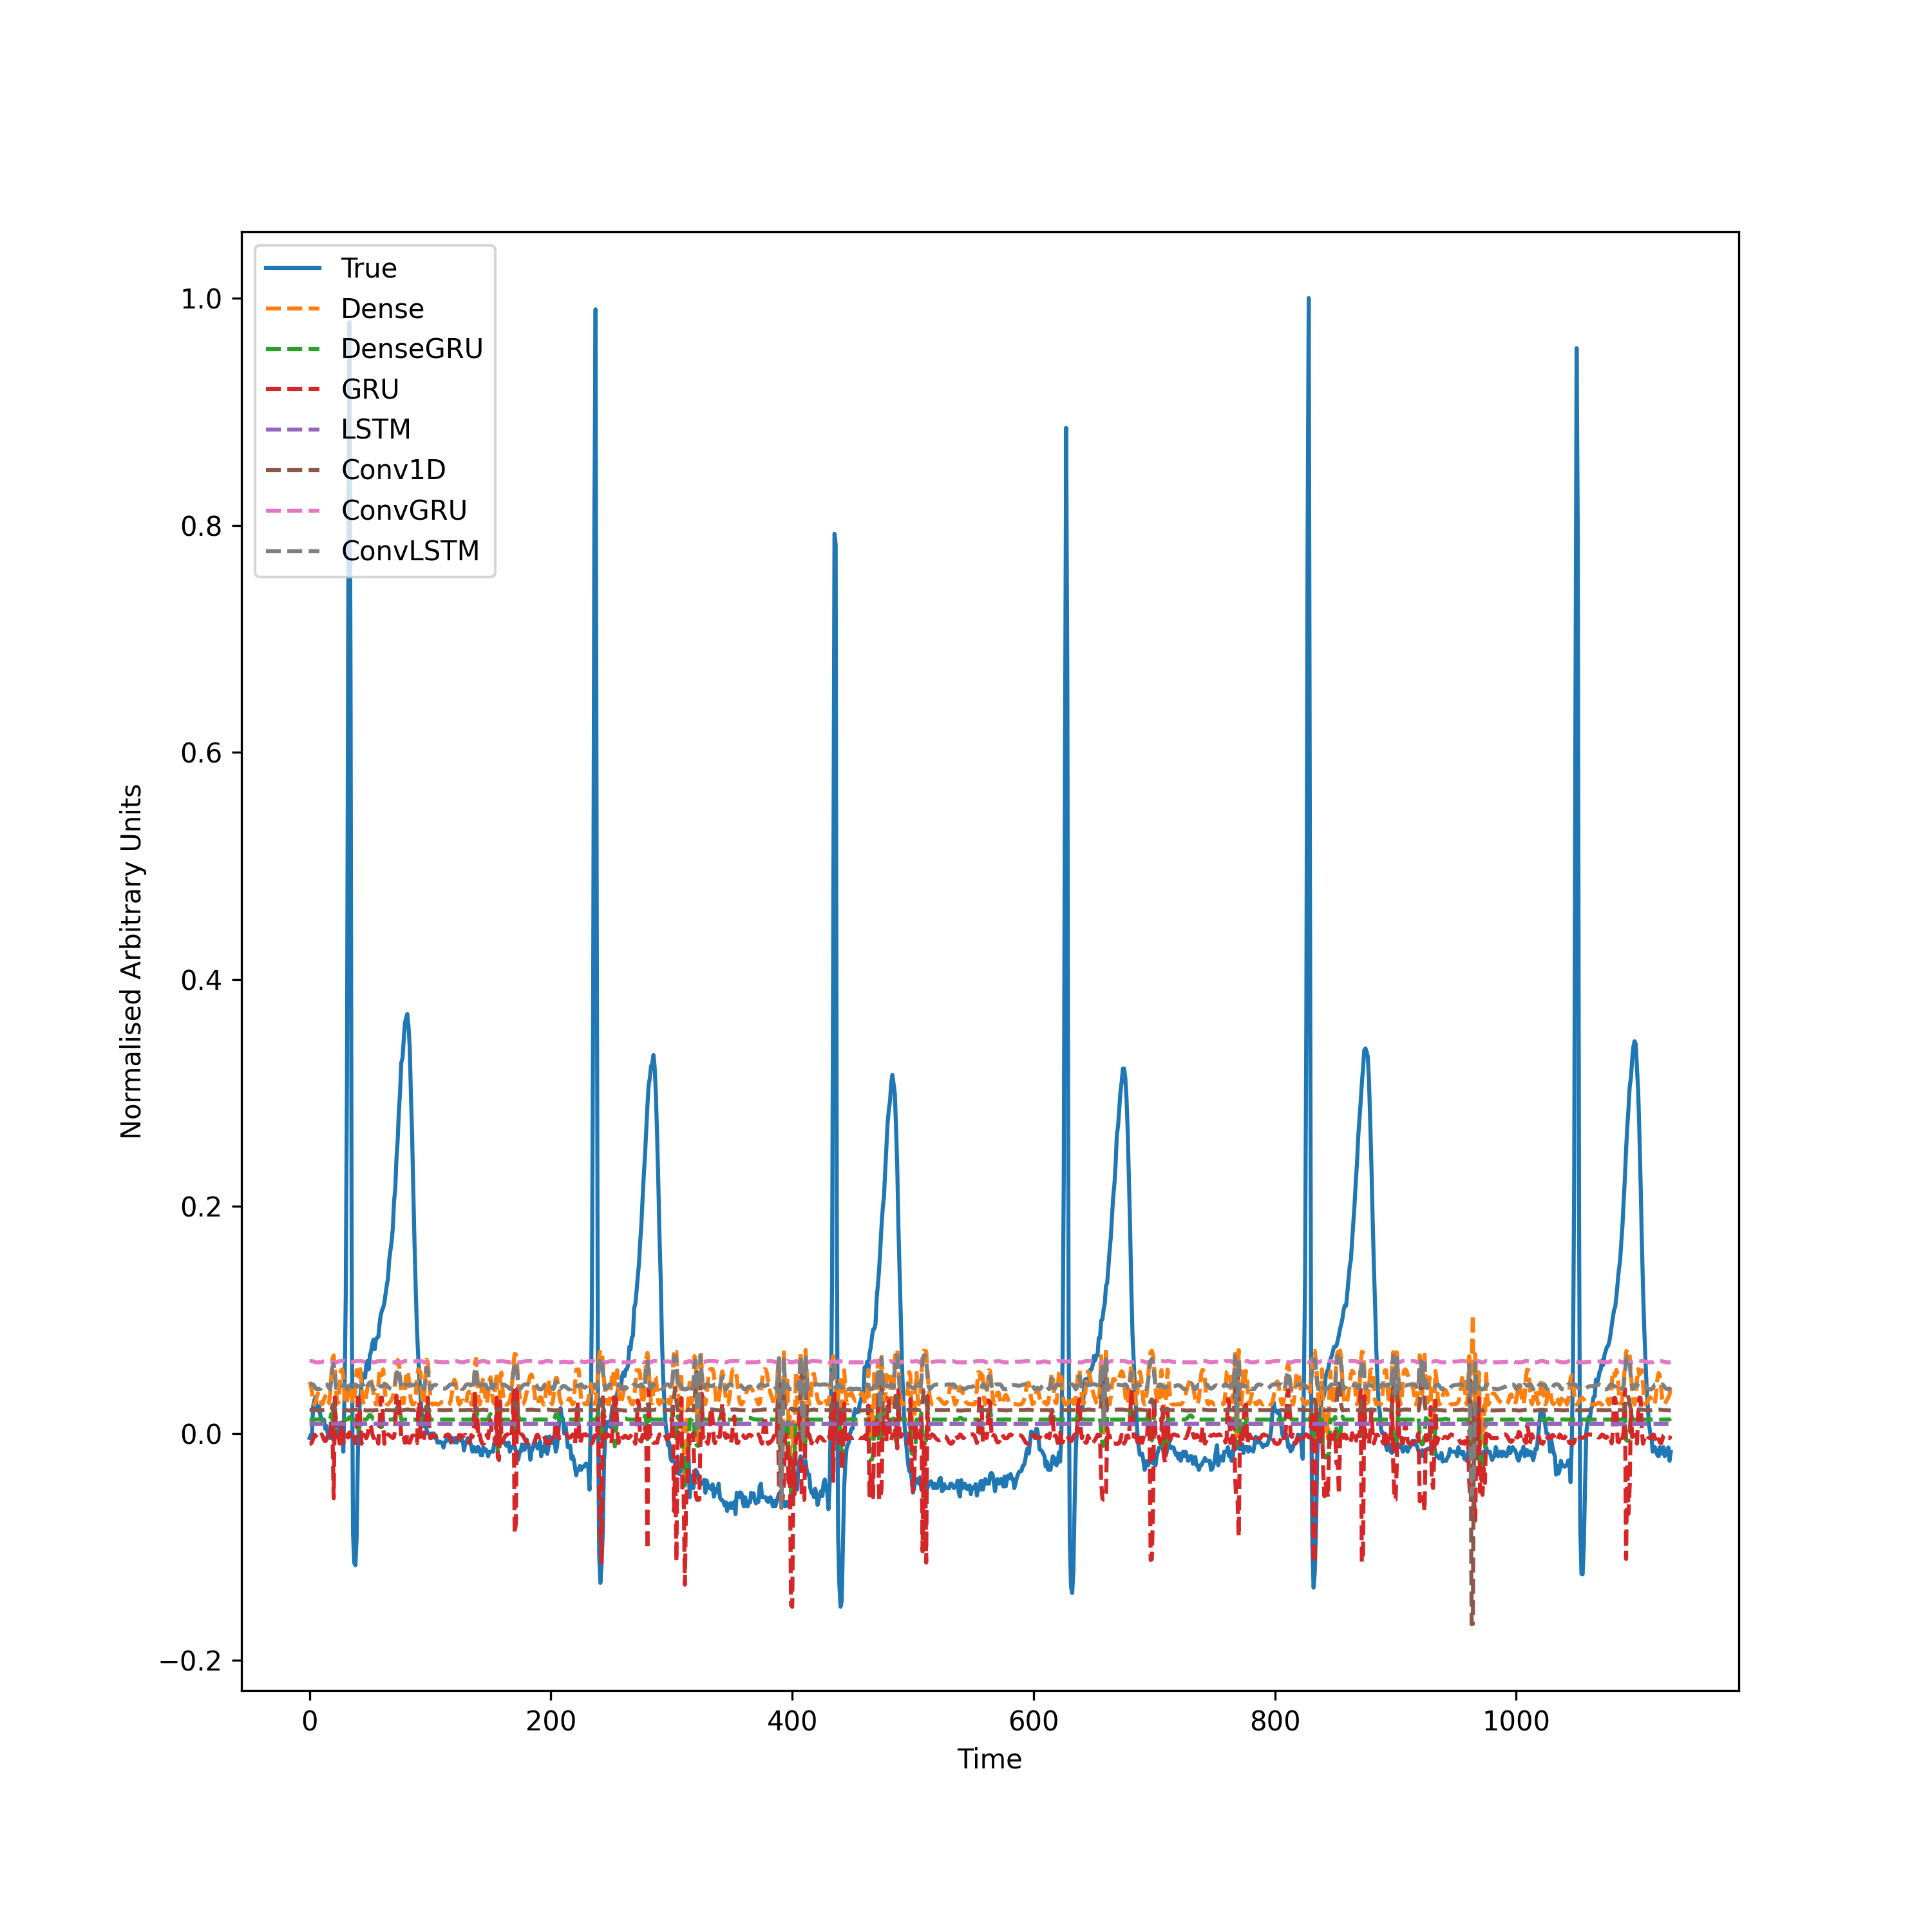 True
Dense
DenseGRU
GRU
LSTM
Conv1D
ConvGRU
ConvLSTM
1.0
0.8
0.6
0.4
0.2
0.0
−0.2
Normalised Arbitrary Units
0 200 400 600 800 1000
Time